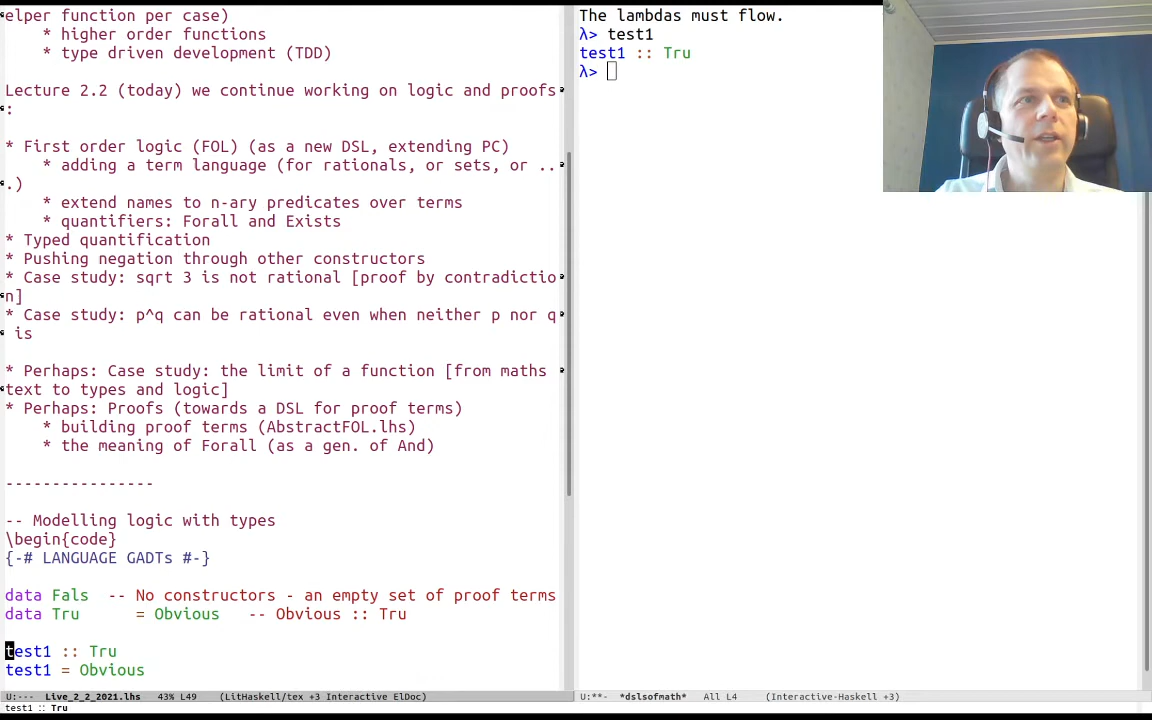 elper function per case)
* higher order functions
* type driven development (TDD)
Lecture 2.2 (today) we continue working on logic and proofs
:
* First order logic (FOL) (as a new DSL, extending PC)
* adding a term language (for rationals, or sets, or ..
.)
* extend names to n-ary predicates over terms
* quantifiers: Forall and Exists
* Typed quantification
* Pushing negation through other constructors
* Case study: sqrt 3 is not rational [proof by contradictio
n]
* Case study: p^q can be rational even when neither p nor q
is
* Perhaps: Case study: the limit of a function [from maths
text to types and logic]
* Perhaps: Proofs (towards a DSL for proof terms)
* building proof terms (AbstractFOL.lhs)
* the meaning of Forall (as a gen. of And)
----------------
-- Modelling logic with types
\begin{code}
{-# LANGUAGE GADTs #-}
data Fals  -- No constructors - an empty set of proof terms
data Tru      = Obvious   -- Obvious :: Tru
test1 :: Tru
test1 = Obvious
U:---  Live_2_2_2021.lhs   43% L49    (LitHaskell/tex +3 Interactive ElDoc)
test1 :: Tru
The lambdas must flow.
λ> test1
test1 :: Tru
λ>
U:**-  *dslsofmath*   All L4     (Interactive-Haskell +3)